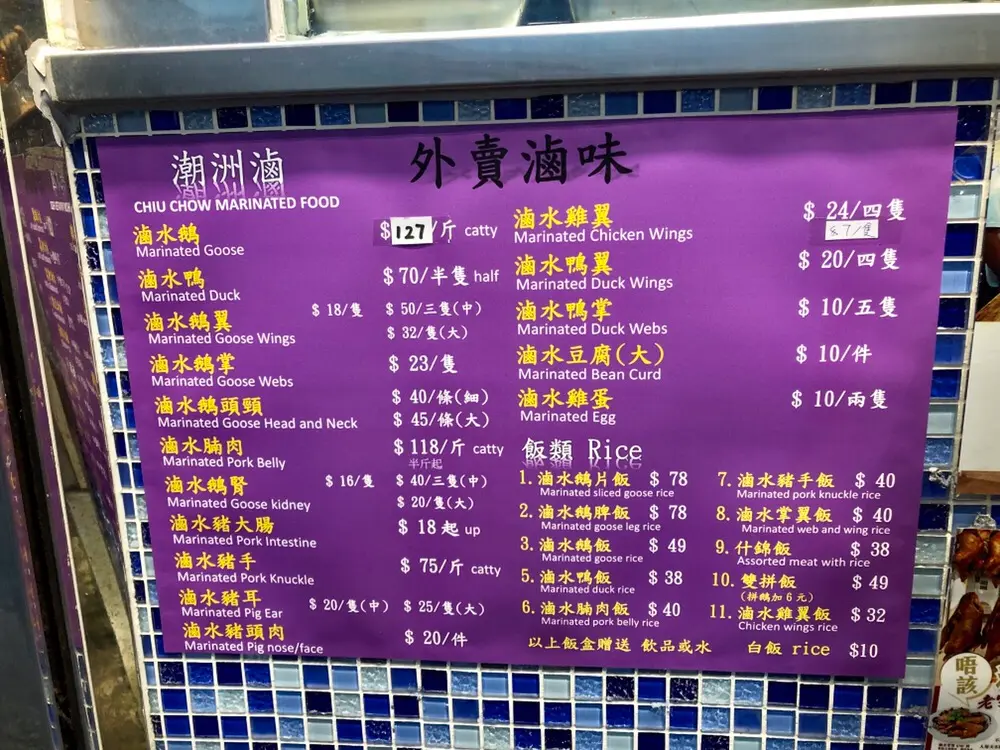 外賣滷味
潮洲滷
CHIU CHOW MARINATED FOOD
滷水鵝 $127/斤 catty
Marinated Goose
滷水鴨 $70/半隻 half
Marinated Duck
滷水鵝翼 $18/隻 $50/三隻(中)
Marinated Goose Wings $32/隻(大)
滷水鵝掌 $23/隻
Marinated Goose Webs
滷水鵝頭頸 $40/條(細)
Marinated Goose Head and Neck $45/條(大)
滷水腩肉 $118/斤 catty
Marinated Pork Belly 半斤起
滷水鵝腎 $16/隻 $40/三隻(中)
Marinated Goose kidney $20/隻(大)
滷水豬大腸 $18起 up
Marinated Pork Intestine
滷水豬手 $75/斤 catty
Marinated Pork Knuckle
滷水豬耳 $20/隻(中) $25/隻(大)
Marinated Pig Ear
滷水豬頭肉 $20/件
Marinated Pig nose/face
滷水雞翼 $24/四隻
Marinated Chicken Wings $7/隻
滷水鴨翼 $20/四隻
Marinated Duck Wings
滷水鴨掌 $10/五隻
Marinated Duck Webs
滷水豆腐(大) $10/件
Marinated Bean Curd
滷水雞蛋 $10/兩隻
Marinated Egg
飯類 Rice
1. 滷水鵝片飯 $78
Marinated sliced goose rice
2. 滷水鵝脾飯 $78
Marinated goose leg rice
3. 滷水鵝飯 $49
Marinated goose rice
5. 滷水鴨飯 $38
Marinated duck rice
6. 滷水腩肉飯 $40
Marinated pork belly rice
7. 滷水豬手飯 $40
Marinated pork knuckle rice
8. 滷水掌翼飯 $40
Marinated web and wing rice
9. 什錦飯 $38
Assorted meat with rice
10. 雙拼飯 $49
(拼鵝加6元)
11. 滷水雞翼飯 $32
Chicken wings rice
以上飯盒贈送 飲品或水 白飯 rice $10
唔該
老